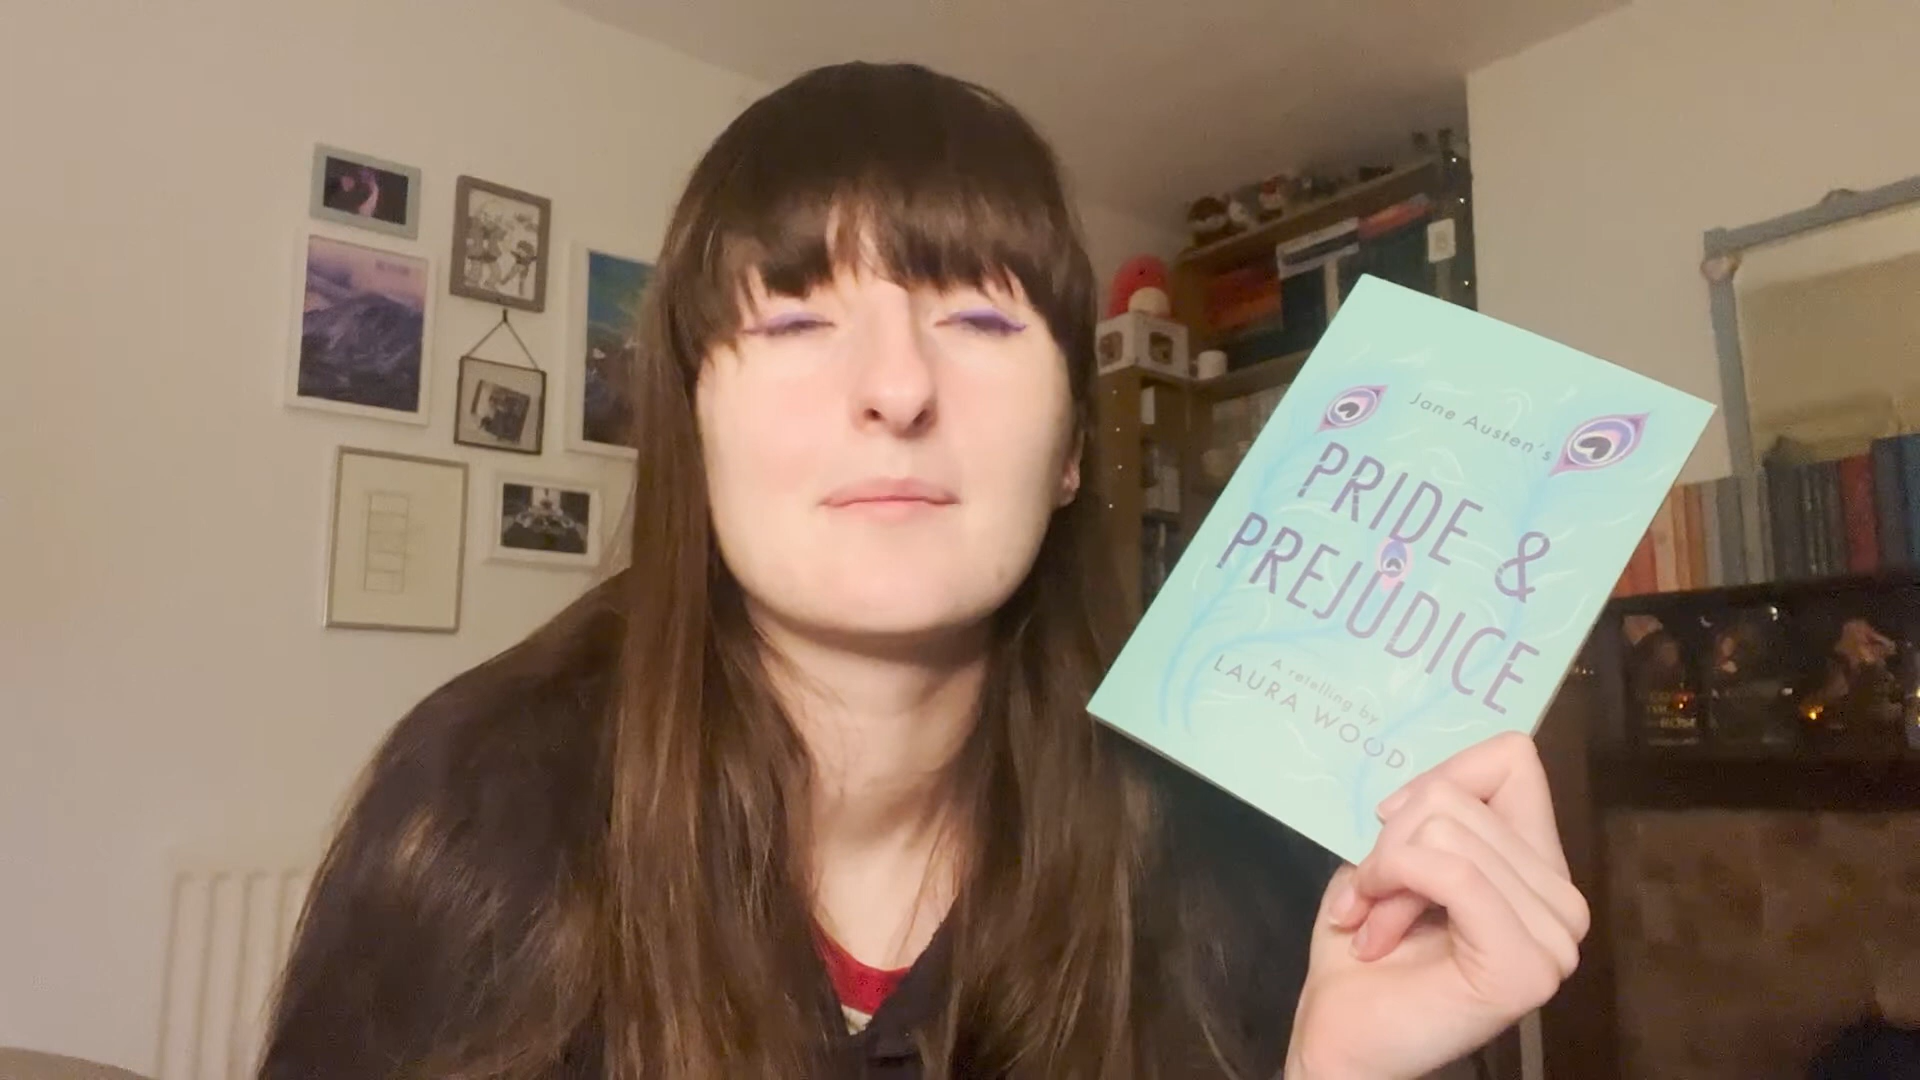 Jane Austen's
PRIDE &
PREJUDICE
A retelling by
LAURA WOOD